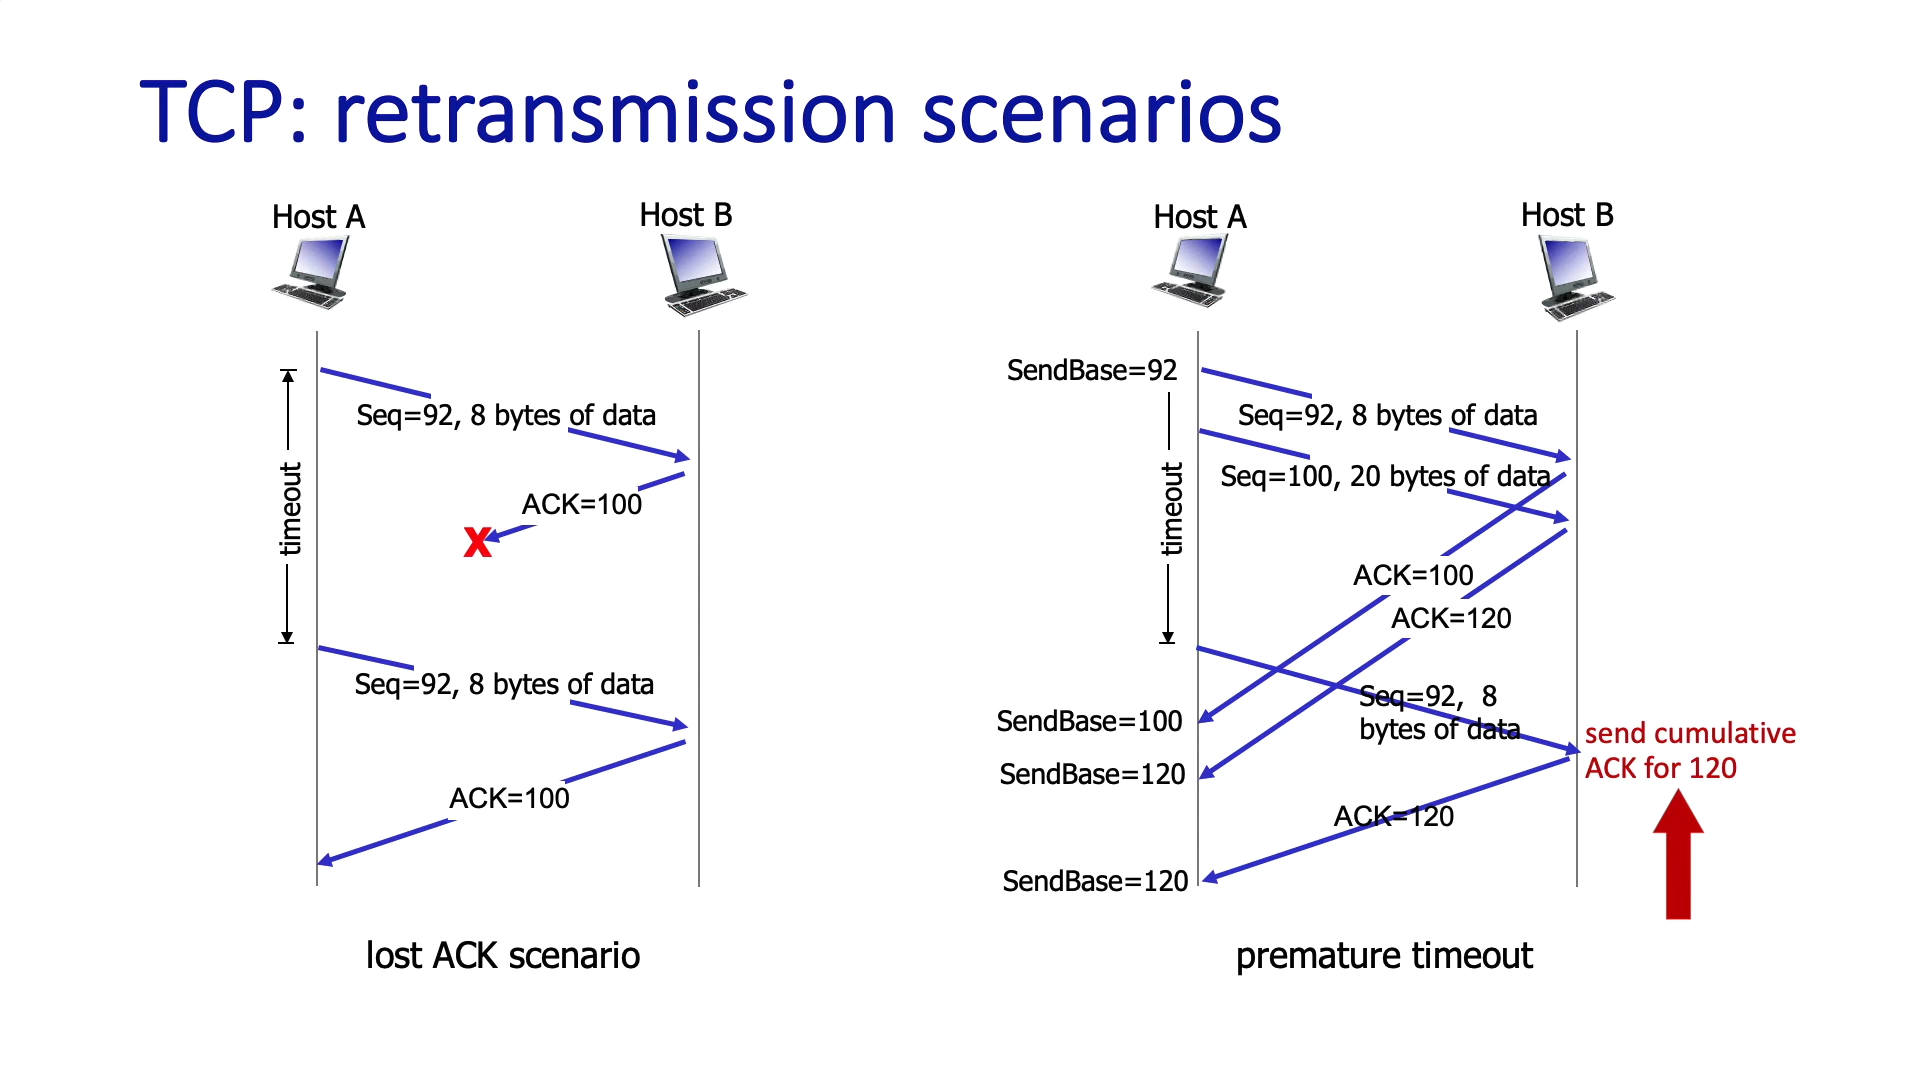 TCP: retransmission scenarios
Host A
Host B
timeout
Seq=92, 8 bytes of data
ACK=100
X
Seq=92, 8 bytes of data
ACK=100
lost ACK scenario
Host A
Host B
SendBase=92
timeout
Seq=92, 8 bytes of data
Seq=100, 20 bytes of data
ACK=100
ACK=120
Seq=92, 8
bytes of data
SendBase=100
SendBase=120
send cumulative
ACK for 120
ACK=120
SendBase=120
premature timeout